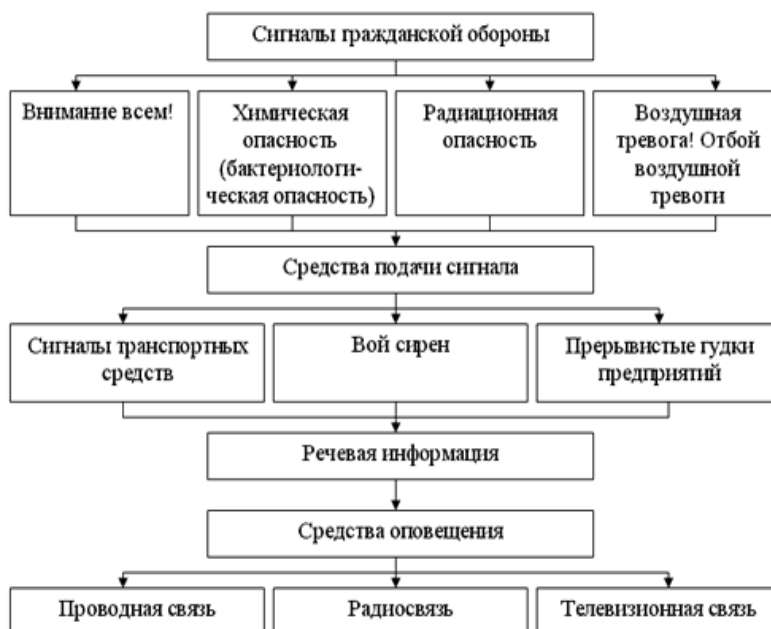 Сигналы гражданской обороны
Внимание всем!
Химическая
опасность
(бактериологи-
ческая опасность)
Радиационная
опасность
Воздушная
тревога! Отбой
воздушной
тревоги
Средства подачи сигнала
Сигналы транспортных
средств
Вой сирен
Прерывистые гудки
предприятий
Речевая информация
Средства оповещения
Проводная связь
Радиосвязь
Телевизионная связь